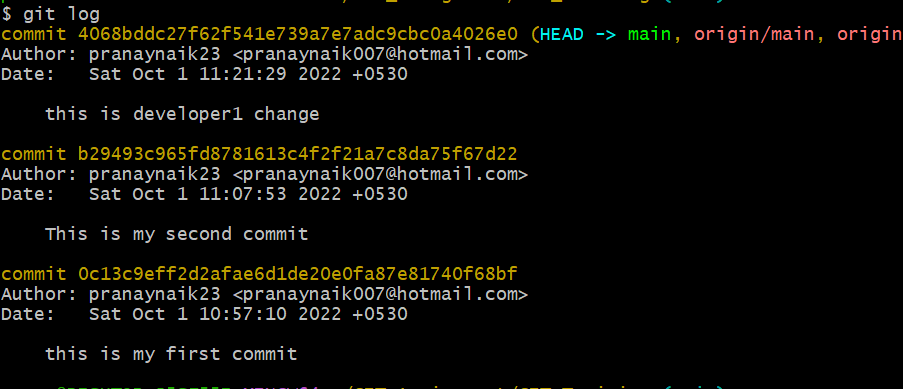 $ git log
commit 4068bddc27f62f541e739a7e7adc9cbc0a4026e0 (HEAD -> main, origin/main, origin
Author: pranaynaik23 <pranaynaik007@hotmail.com>
Date:   Sat Oct 1 11:21:29 2022 +0530
this is developer1 change
commit b29493c965fd8781613c4f2f21a7c8da75f67d22
Author: pranaynaik23 <pranaynaik007@hotmail.com>
Date:   Sat Oct 1 11:07:53 2022 +0530
This is my second commit
commit 0c13c9eff2d2afae6d1de20e0fa87e81740f68bf
Author: pranaynaik23 <pranaynaik007@hotmail.com>
Date:   Sat Oct 1 10:57:10 2022 +0530
this is my first commit